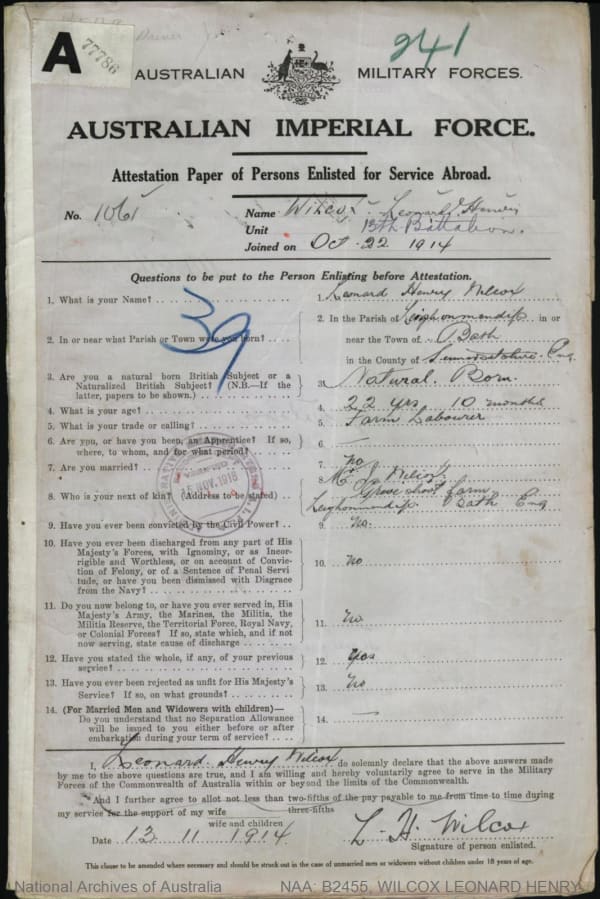 A
77786
241
AUSTRALIAN MILITARY FORCES.
AUSTRALIAN IMPERIAL FORCE.
Attestation Paper of Persons Enlisted for Service Abroad.
No. 1061 Name Wilcox. Leonard Henry
Unit 13th Battalion.
Joined on Oct. 22 1914
Questions to be put to the Person Enlisting before Attestation.
39
1. What is your Name? 1. Leonard Henry Wilcox
2. In or near what Parish or Town were you born? 2. In the Parish of Leighonmendip in or
near the Town of Bath
in the County of Eng
3. Are you a natural born British Subject or a
Naturalized British Subject? (N.B.—If the
latter, papers to be shown.) 3. Natural Born
4. What is your age? 4. 22 yrs 10 months
5. What is your trade or calling? 5. Farm Labourer
6. Are you, or have you been, an Apprentice? If so,
where, to whom, and for what period? 6. —
7. Are you married? 7. No
8. Who is your next of kin? (Address to be stated) 8. Wilcox
Farm
Leighonmendip Bath Eng
15 NOV. 1916
9. Have you ever been convicted by the Civil Power? 9. No.
10. Have you ever been discharged from any part of His
Majesty's Forces, with Ignominy, or as Incor-
rigible and Worthless, or on account of Convic-
tion of Felony, or of a Sentence of Penal Servi
tude, or have you been dismissed with Disgrace
from the Navy? 10. No
11. Do you now belong to, or have you ever served in, His
Majesty's Army, the Marines, the Militia, the
Militia Reserve, the Territorial Force, Royal Navy,
or Colonial Forces? If so, state which, and if not
now serving, state cause of discharge 11. No
12. Have you stated the whole, if any, of your previous
service? 12. Yes
13. Have you ever been rejected as unfit for His Majesty's
Service? If so, on what grounds? 13. No
14. (For Married Men and Widowers with children)—
Do you understand that no Separation Allowance
will be issued to you either before or after
embarkation during your term of service? 14. —
I, Leonard Henry Wilcox do solemnly declare that the above answers made
by me to the above questions are true, and I am willing and hereby voluntarily agree to serve in the Military
Forces of the Commonwealth of Australia within or beyond the limits of the Commonwealth.
And I further agree to allot not less than two-fifths of the pay payable to me from time to time during
three-fifths
my service for the support of my wife
wife and children
Date 13 11 1914 L. H. Wilcox
Signature of person enlisted.
This clause to be amended where necessary and should be struck out in the case of unmarried men or widowers without children under 18 years of age.
National Archives of Australia NAA: B2455, WILCOX LEONARD HENRY